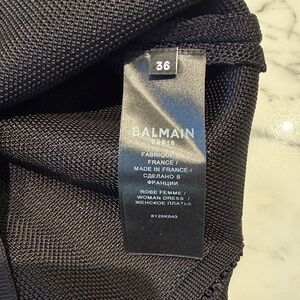 36
BALMAIN
PARIS
FABRIQUÉ EN
FRANCE /
MADE IN FRANCE /
СДЕЛАНО В
ФРАНЦИИ
ROBE FEMME /
WOMAN DRESS /
ЖЕНСКОЕ ПЛАТЬЕ